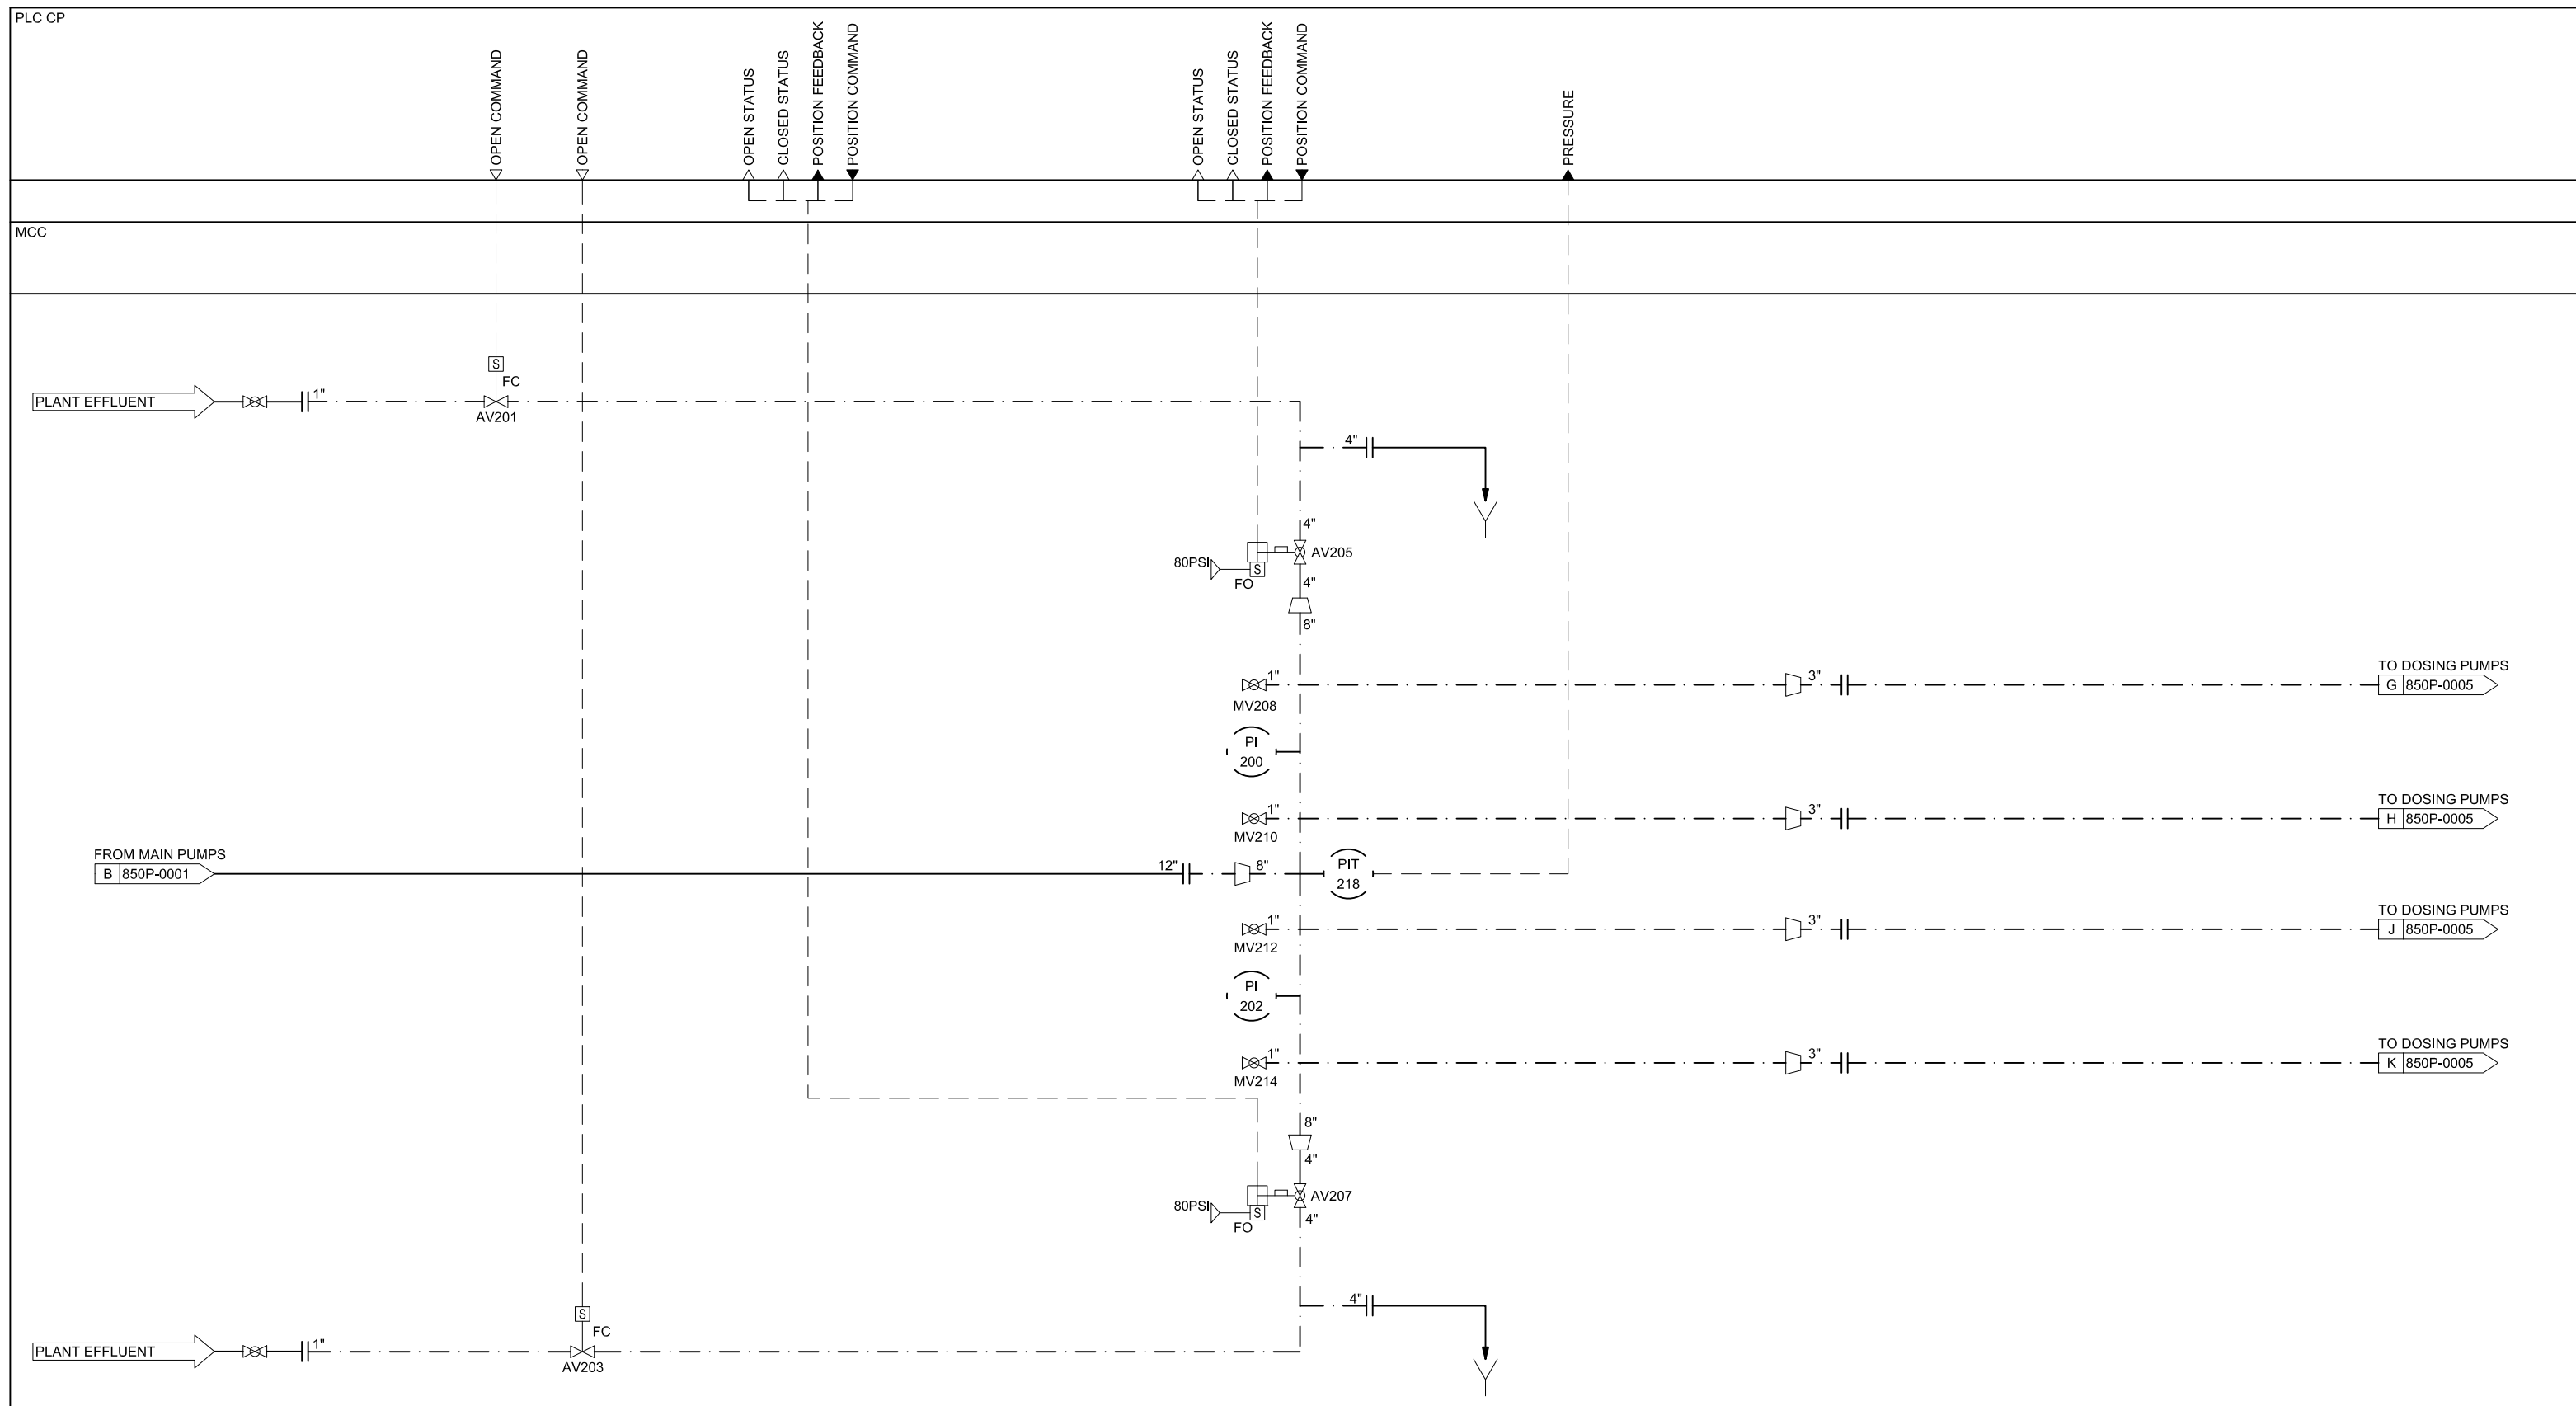 PLC CP
OPEN COMMAND
OPEN COMMAND
OPEN STATUS
CLOSED STATUS
POSITION FEEDBACK
POSITION COMMAND
OPEN STATUS
CLOSED STATUS
POSITION FEEDBACK
POSITION COMMAND
PRESSURE
MCC
S
FC
PLANT EFFLUENT
1"
AV201
4"
4"
AV205
80PSI
S
FO
4"
8"
1"
MV208
3"
TO DOSING PUMPS
G 850P-0005
PI
200
1"
MV210
3"
TO DOSING PUMPS
H 850P-0005
FROM MAIN PUMPS
B 850P-0001
12"
8"
PIT
218
1"
MV212
3"
TO DOSING PUMPS
J 850P-0005
PI
202
1"
MV214
3"
TO DOSING PUMPS
K 850P-0005
8"
4"
AV207
80PSI
S
FO
4"
4"
S
FC
PLANT EFFLUENT
1"
AV203